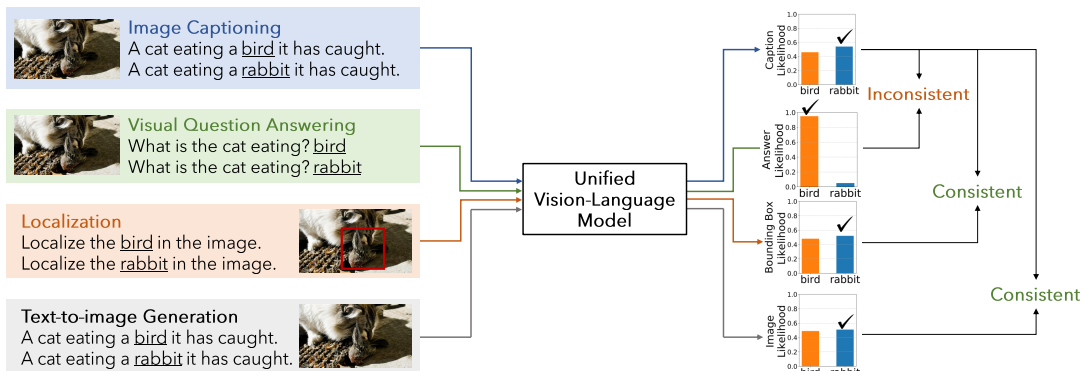 Image Captioning
A cat eating a bird it has caught.
A cat eating a rabbit it has caught.
Visual Question Answering
What is the cat eating? bird
What is the cat eating? rabbit
Localization
Localize the bird in the image.
Localize the rabbit in the image.
Text-to-image Generation
A cat eating a bird it has caught.
A cat eating a rabbit it has caught.
Unified
Vision-Language
Model
Caption
Likelihood
1.0
0.8
0.6
0.4
0.2
0.0
bird rabbit
Answer
Likelihood
1.0
0.8
0.6
0.4
0.2
0.0
bird rabbit
Bounding Box
Likelihood
1.0
0.8
0.6
0.4
0.2
0.0
bird rabbit
Image
Likelihood
1.0
0.8
0.6
0.4
0.2
0.0
bird rabbit
Inconsistent
Consistent
Consistent